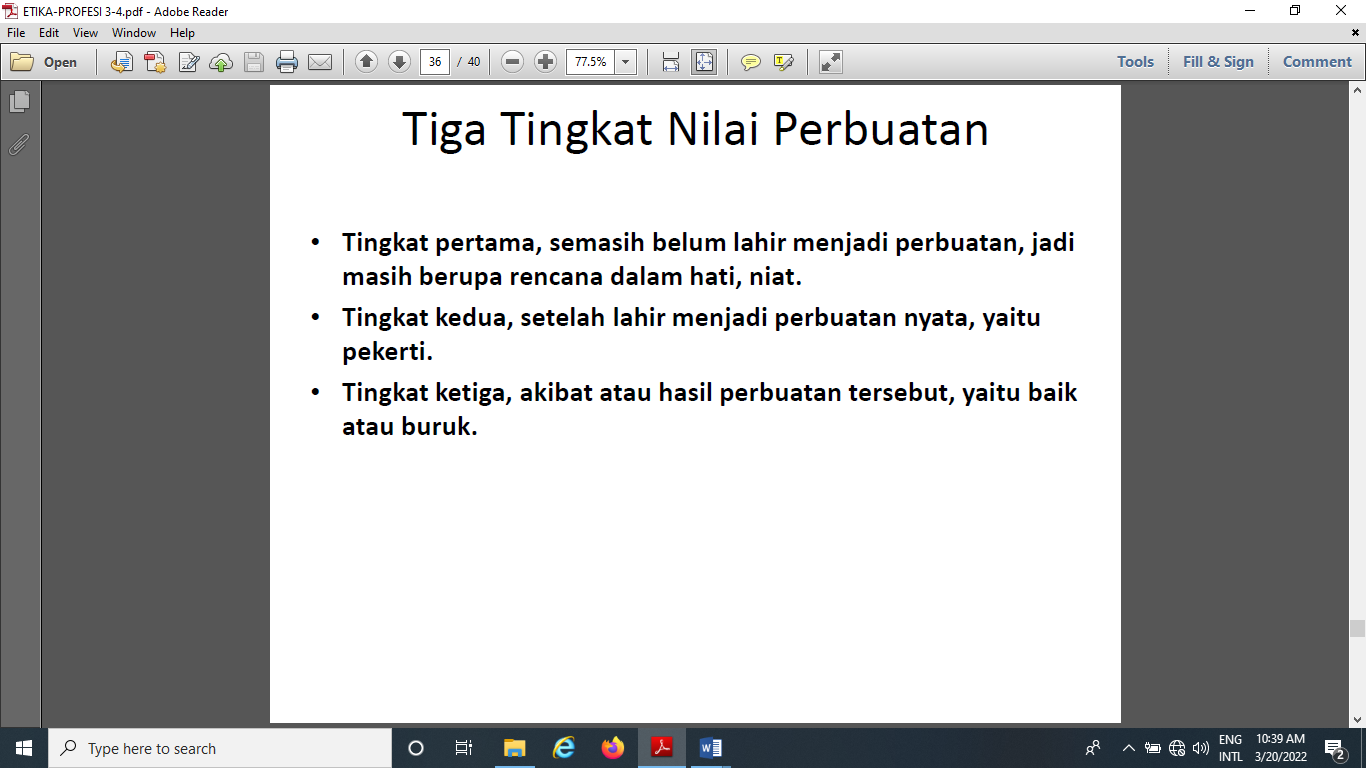 ETIKA-PROFESI 3-4.pdf - Adobe Reader
File Edit View Window Help
Open 36 / 40 77.5% Tools Fill & Sign Comment
Tiga Tingkat Nilai Perbuatan
• Tingkat pertama, semasih belum lahir menjadi perbuatan, jadi
masih berupa rencana dalam hati, niat.
• Tingkat kedua, setelah lahir menjadi perbuatan nyata, yaitu
pekerti.
• Tingkat ketiga, akibat atau hasil perbuatan tersebut, yaitu baik
atau buruk.
Type here to search
ENG 10:39 AM
INTL 3/20/2022
2